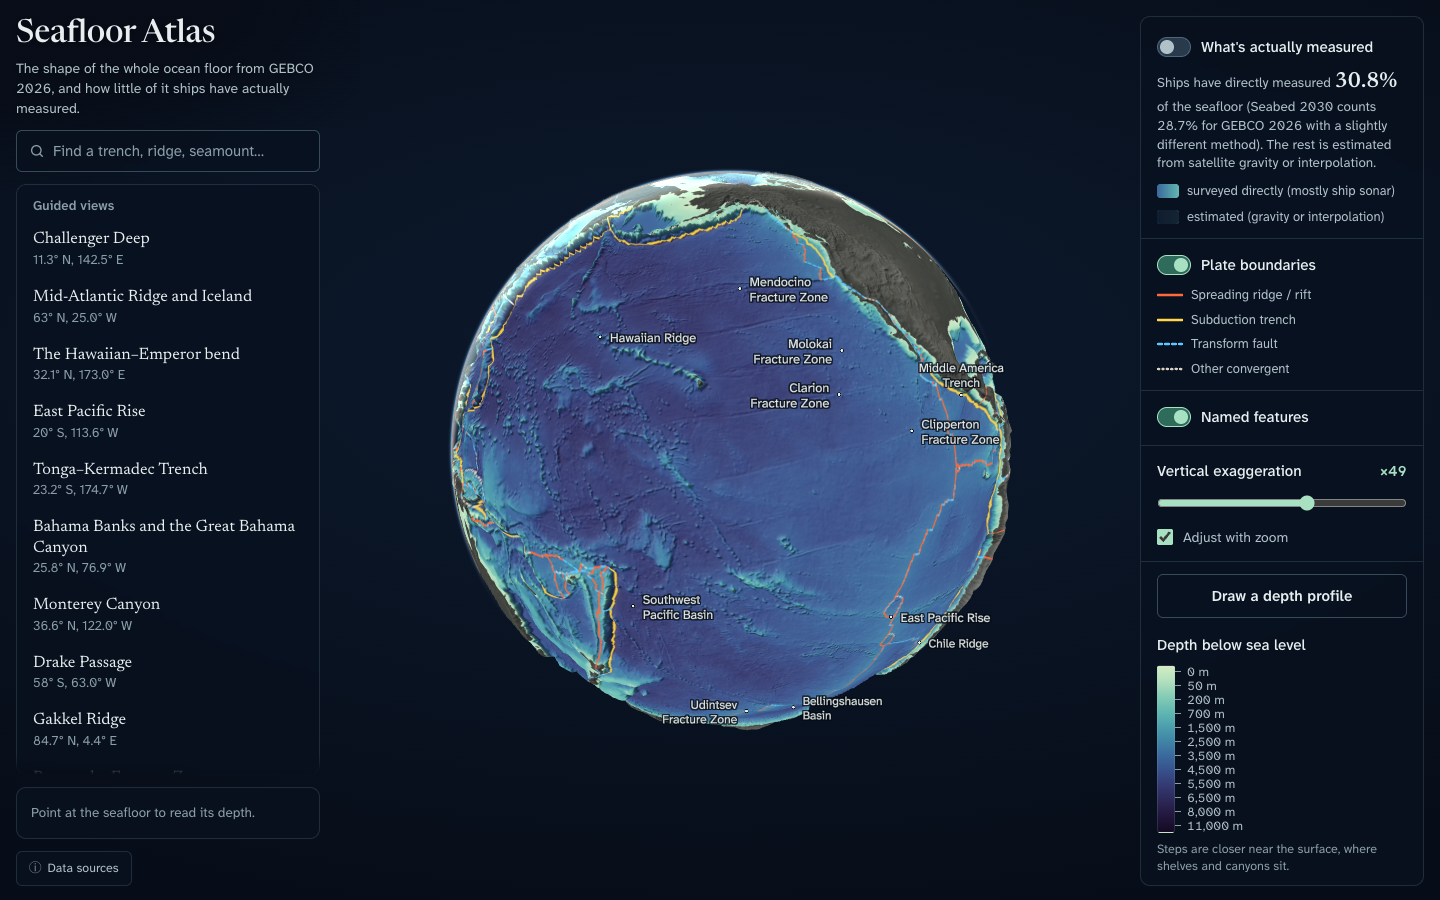 Seafloor Atlas
The shape of the whole ocean floor from GEBCO
2026, and how little of it ships have actually
measured.
Find a trench, ridge, seamount...
Guided views
Challenger Deep
11.3° N, 142.5° E
Mid-Atlantic Ridge and Iceland
63° N, 25.0° W
The Hawaiian–Emperor bend
32.1° N, 173.0° E
East Pacific Rise
20° S, 113.6° W
Tonga–Kermadec Trench
23.2° S, 174.7° W
Bahama Banks and the Great Bahama
Canyon
25.8° N, 76.9° W
Monterey Canyon
36.6° N, 122.0° W
Drake Passage
58° S, 63.0° W
Gakkel Ridge
84.7° N, 4.4° E
Point at the seafloor to read its depth.
ⓘ Data sources
Mendocino
Fracture Zone
Hawaiian Ridge
Molokai
Fracture Zone
Middle America
Trench
Clarion
Fracture Zone
Clipperton
Fracture Zone
Southwest
Pacific Basin
East Pacific Rise
Chile Ridge
Udintsev
Fracture Zone
Bellingshausen
Basin
What's actually measured
Ships have directly measured 30.8%
of the seafloor (Seabed 2030 counts
28.7% for GEBCO 2026 with a slightly
different method). The rest is estimated
from satellite gravity or interpolation.
surveyed directly (mostly ship sonar)
estimated (gravity or interpolation)
Plate boundaries
Spreading ridge / rift
Subduction trench
Transform fault
Other convergent
Named features
Vertical exaggeration ×49
Adjust with zoom
Draw a depth profile
Depth below sea level
0 m
50 m
200 m
700 m
1,500 m
2,500 m
3,500 m
4,500 m
5,500 m
6,500 m
8,000 m
11,000 m
Steps are closer near the surface, where
shelves and canyons sit.